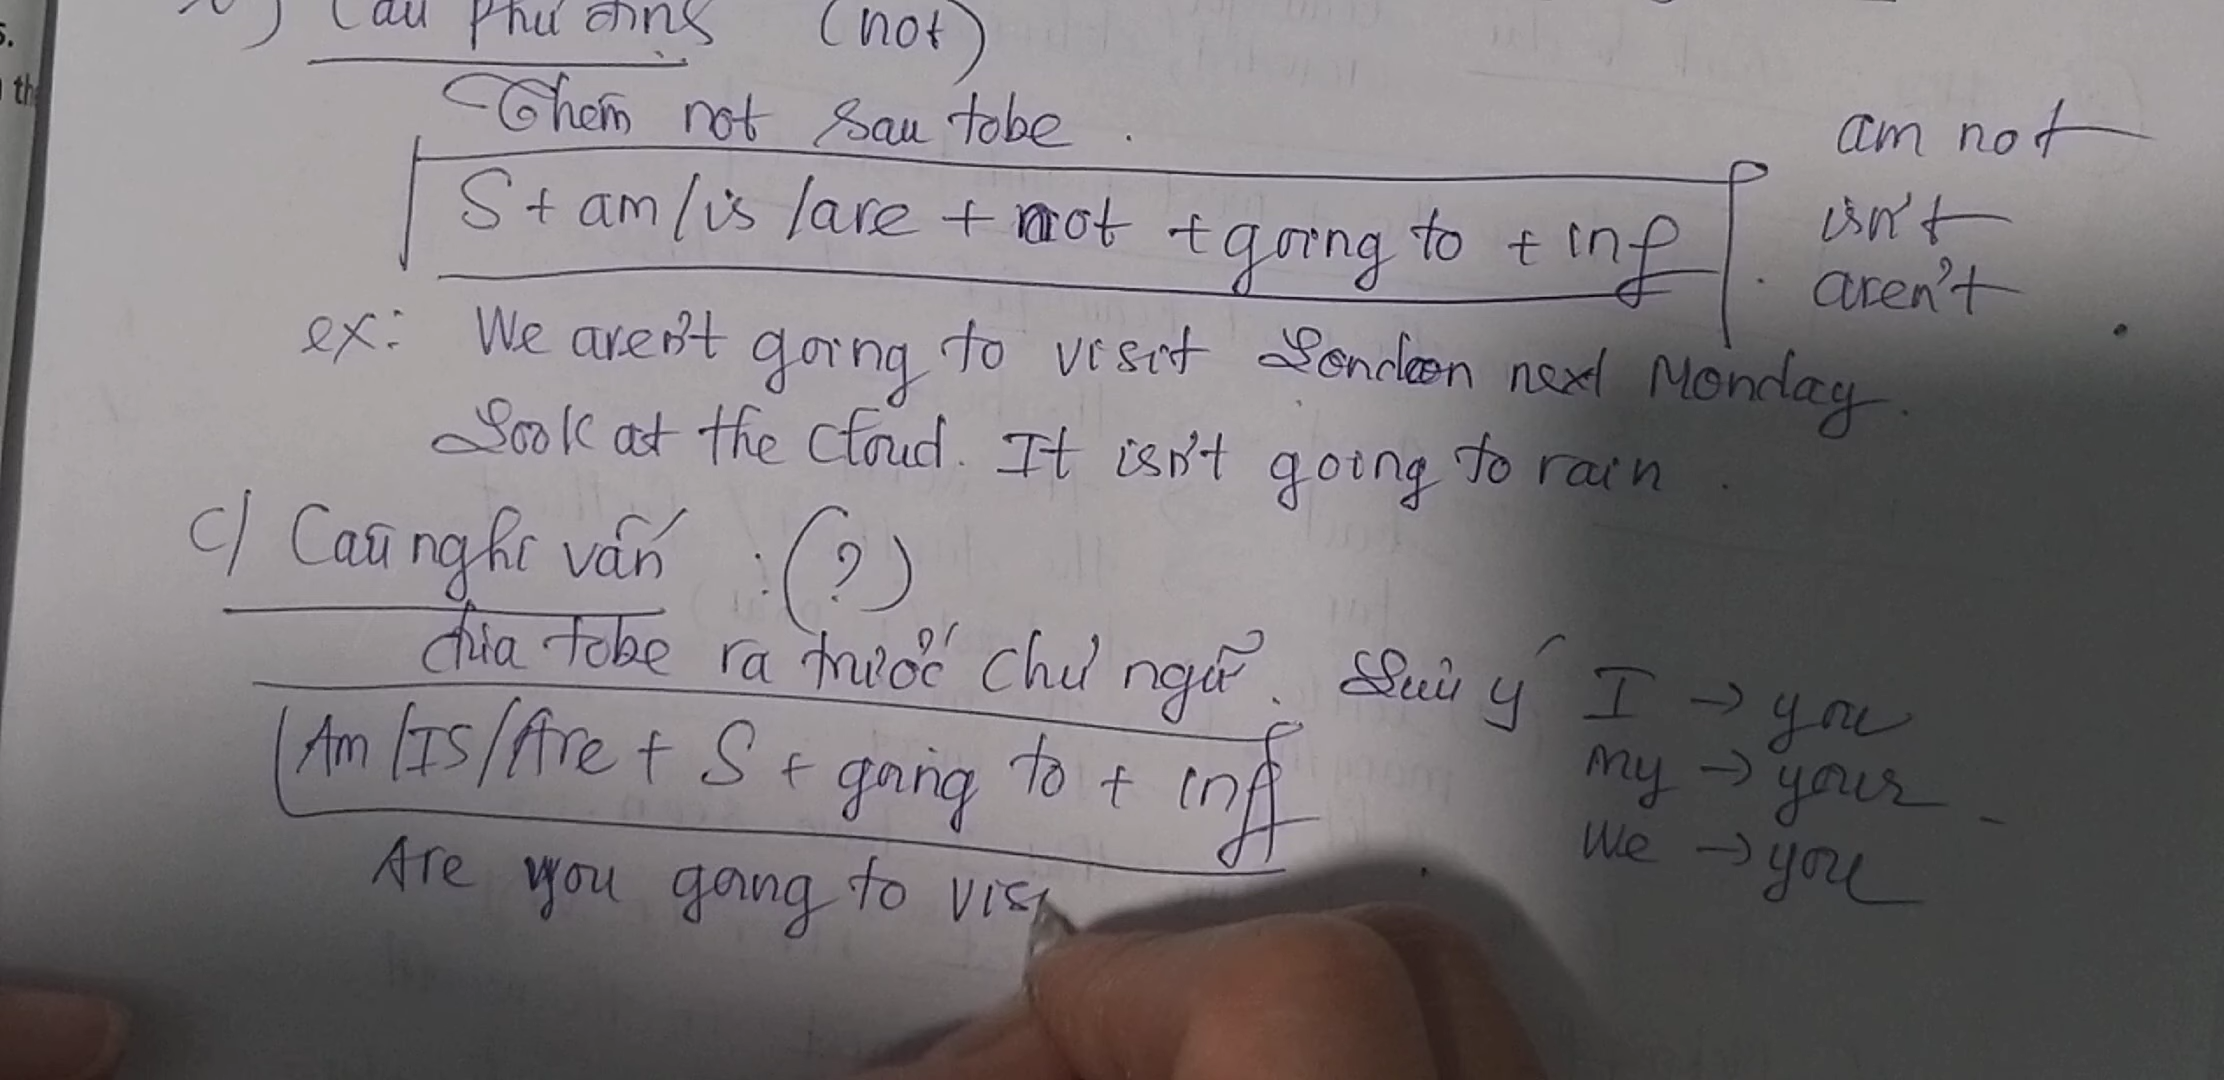 Câu phủ định (not)
Thêm not sau tobe.
S + am / is / are + not + going to + inf
am not
isn't
aren't
ex: We aren't going to visit London next Monday.
Look at the cloud. It isn't going to rain.
c/ Câu nghi vấn : (?)
đưa tobe ra trước chủ ngữ. Lưu ý I → you
my → your
We → you
Am / Is / Are + S + going to + inf
Are you going to vis